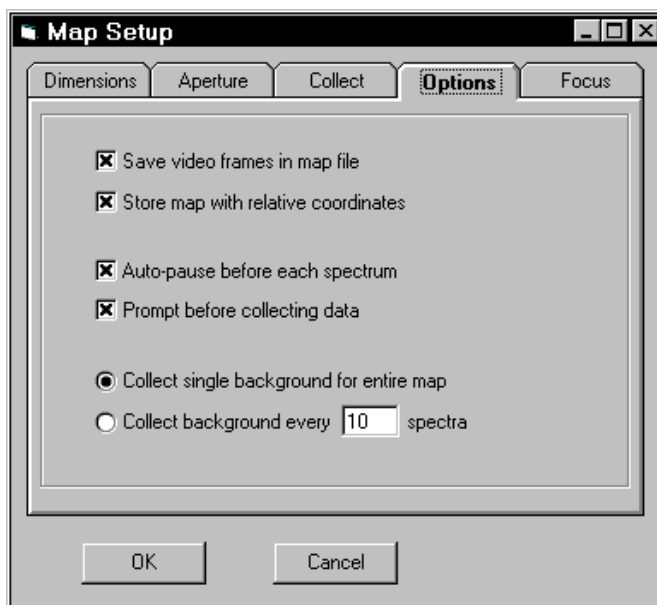 Map Setup
Dimensions Aperture Collect Options Focus
Save video frames in map file
Store map with relative coordinates
Auto-pause before each spectrum
Prompt before collecting data
Collect single background for entire map
Collect background every 10 spectra
OK Cancel